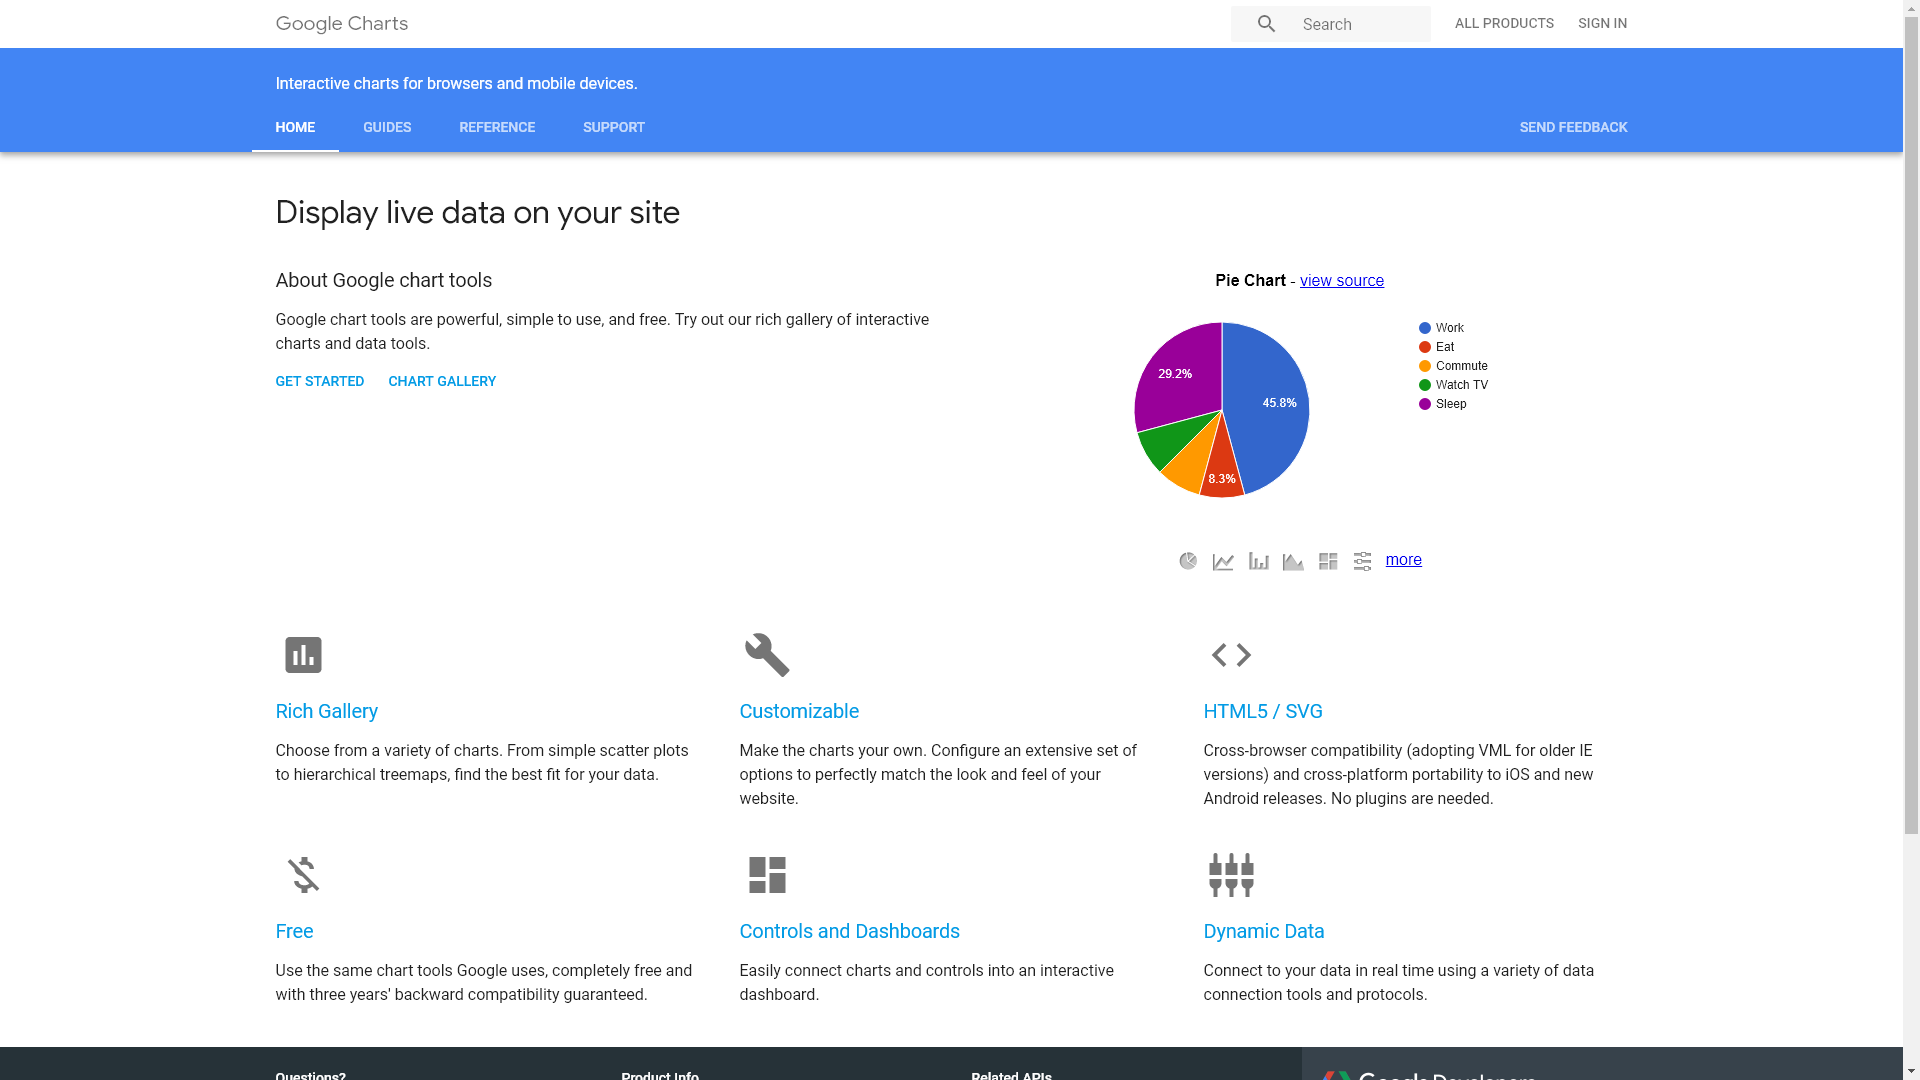 Google Charts
Search
ALL PRODUCTS
SIGN IN
Interactive charts for browsers and mobile devices.
HOME
GUIDES
REFERENCE
SUPPORT
SEND FEEDBACK
Display live data on your site
About Google chart tools
Google chart tools are powerful, simple to use, and free. Try out our rich gallery of interactive
charts and data tools.
GET STARTED
CHART GALLERY
Pie Chart - view source
Work
Eat
Commute
Watch TV
Sleep
29.2%
45.8%
8.3%
more
Rich Gallery
Choose from a variety of charts. From simple scatter plots
to hierarchical treemaps, find the best fit for your data.
Customizable
Make the charts your own. Configure an extensive set of
options to perfectly match the look and feel of your
website.
HTML5 / SVG
Cross-browser compatibility (adopting VML for older IE
versions) and cross-platform portability to iOS and new
Android releases. No plugins are needed.
Free
Use the same chart tools Google uses, completely free and
with three years' backward compatibility guaranteed.
Controls and Dashboards
Easily connect charts and controls into an interactive
dashboard.
Dynamic Data
Connect to your data in real time using a variety of data
connection tools and protocols.
Questions?
Product Info
Related APIs
Google Developers